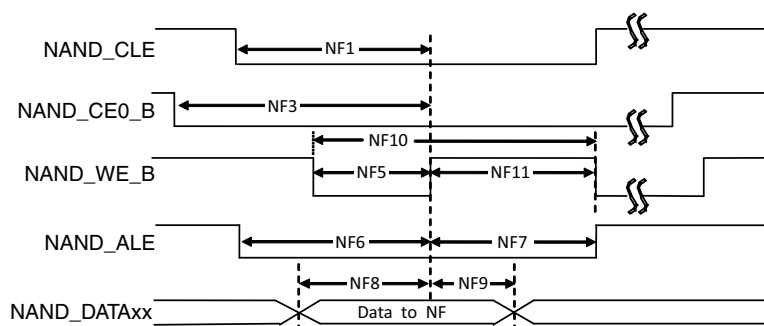 NAND_CLE
NF1
NAND_CE0_B
NF3
NF10
NAND_WE_B
NF5
NF11
NAND_ALE
NF6
NF7
NF8
NF9
NAND_DATAxx
Data to NF